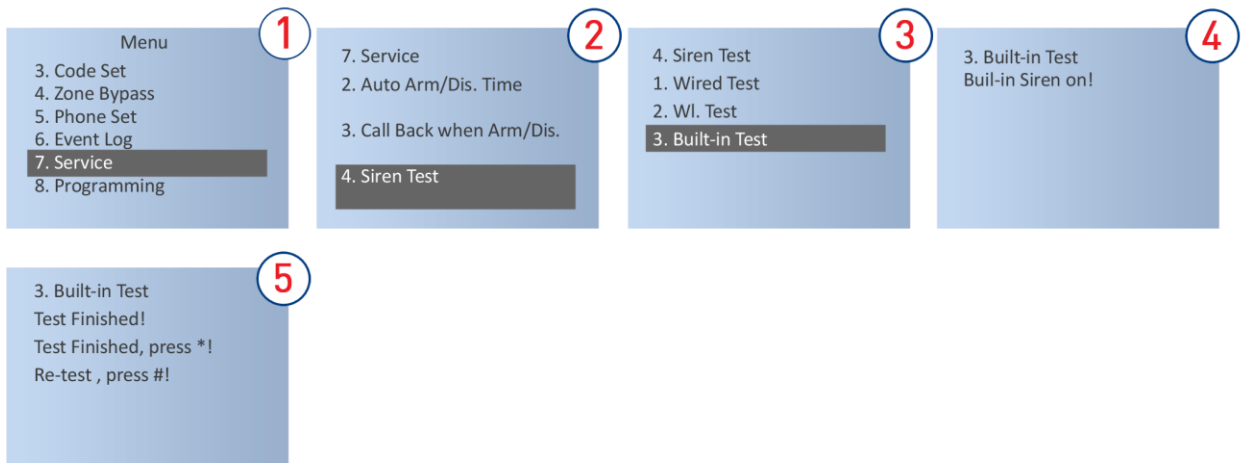 Menu
1
3. Code Set
4. Zone Bypass
5. Phone Set
6. Event Log
7. Service
8. Programming
2
7. Service
2. Auto Arm/Dis. Time
3. Call Back when Arm/Dis.
4. Siren Test
3
4. Siren Test
1. Wired Test
2. Wl. Test
3. Built-in Test
4
3. Built-in Test
Buil-in Siren on!
5
3. Built-in Test
Test Finished!
Test Finished, press *!
Re-test , press #!